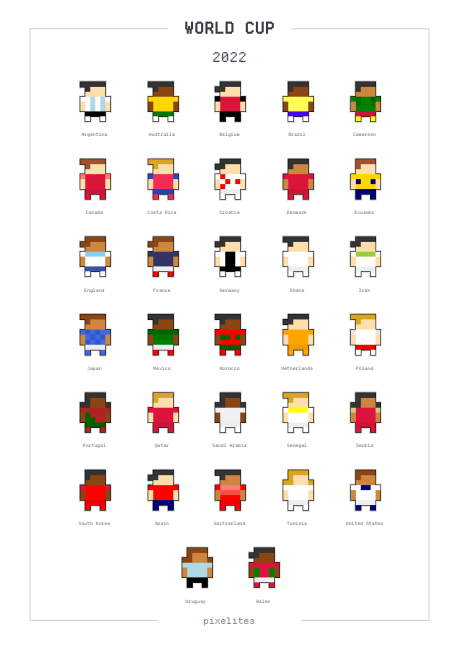 WORLD CUP
2022
Argentina Australia Belgium Brazil Cameroon
Canada Costa Rica Croatia Denmark Ecuador
England France Germany Ghana Iran
Japan Mexico Morocco Netherlands Poland
Portugal Qatar Saudi Arabia Senegal Serbia
South Korea Spain Switzerland Tunisia United States
Uruguay Wales
pixelites